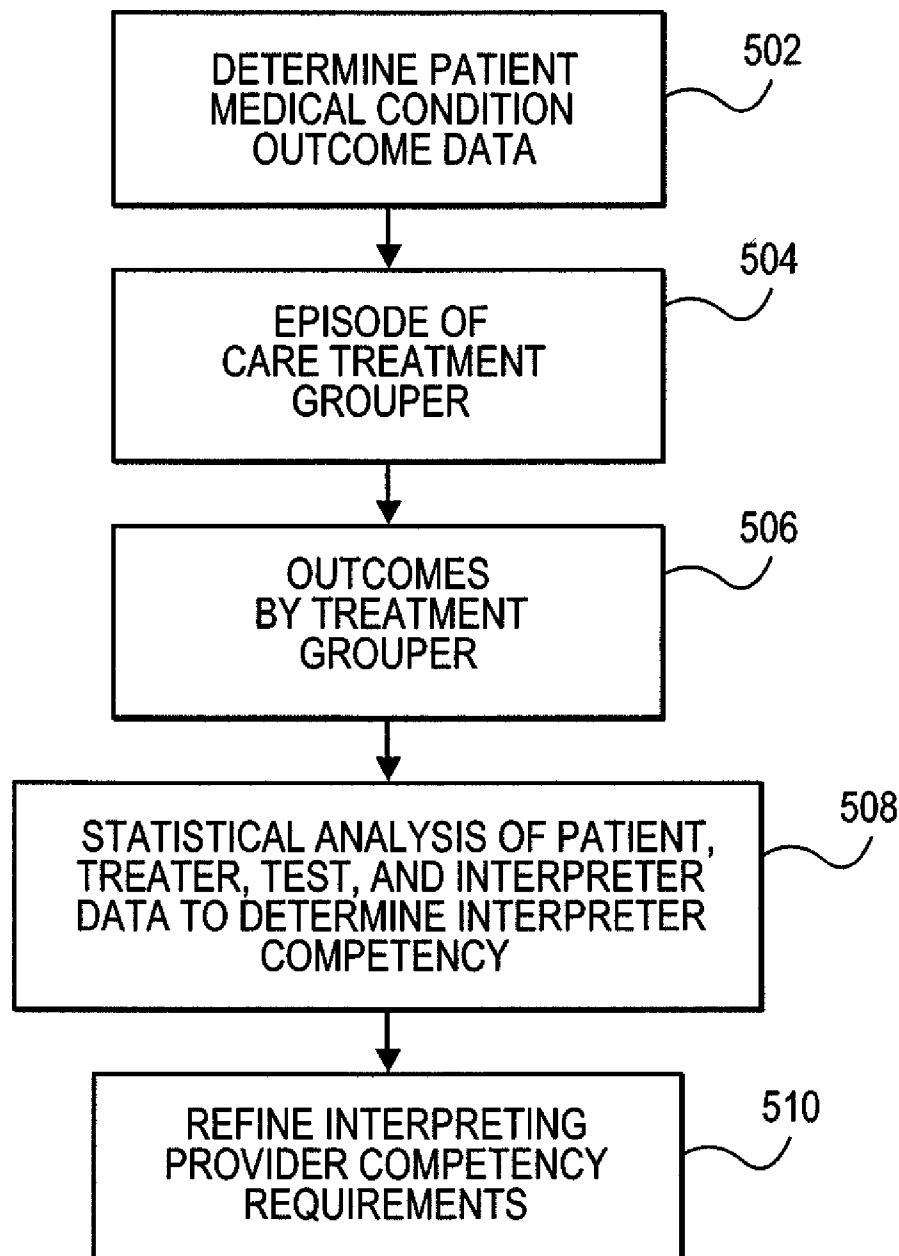 DETERMINE PATIENT
MEDICAL CONDITION
OUTCOME DATA
502
EPISODE OF
CARE TREATMENT
GROUPER
504
OUTCOMES
BY TREATMENT
GROUPER
506
STATISTICAL ANALYSIS OF PATIENT,
TREATER, TEST, AND INTERPRETER
DATA TO DETERMINE INTERPRETER
COMPETENCY
508
REFINE INTERPRETING
PROVIDER COMPETENCY
REQUIREMENTS
510